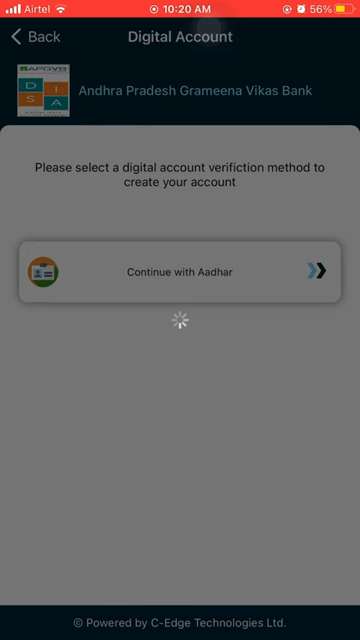 Airtel 10:20 AM 56%
Back Digital Account
APGVB
D I
S A
Andhra Pradesh Grameena Vikas Bank
Please select a digital account verifiction method to
create your account
Continue with Aadhar
© Powered by C-Edge Technologies Ltd.